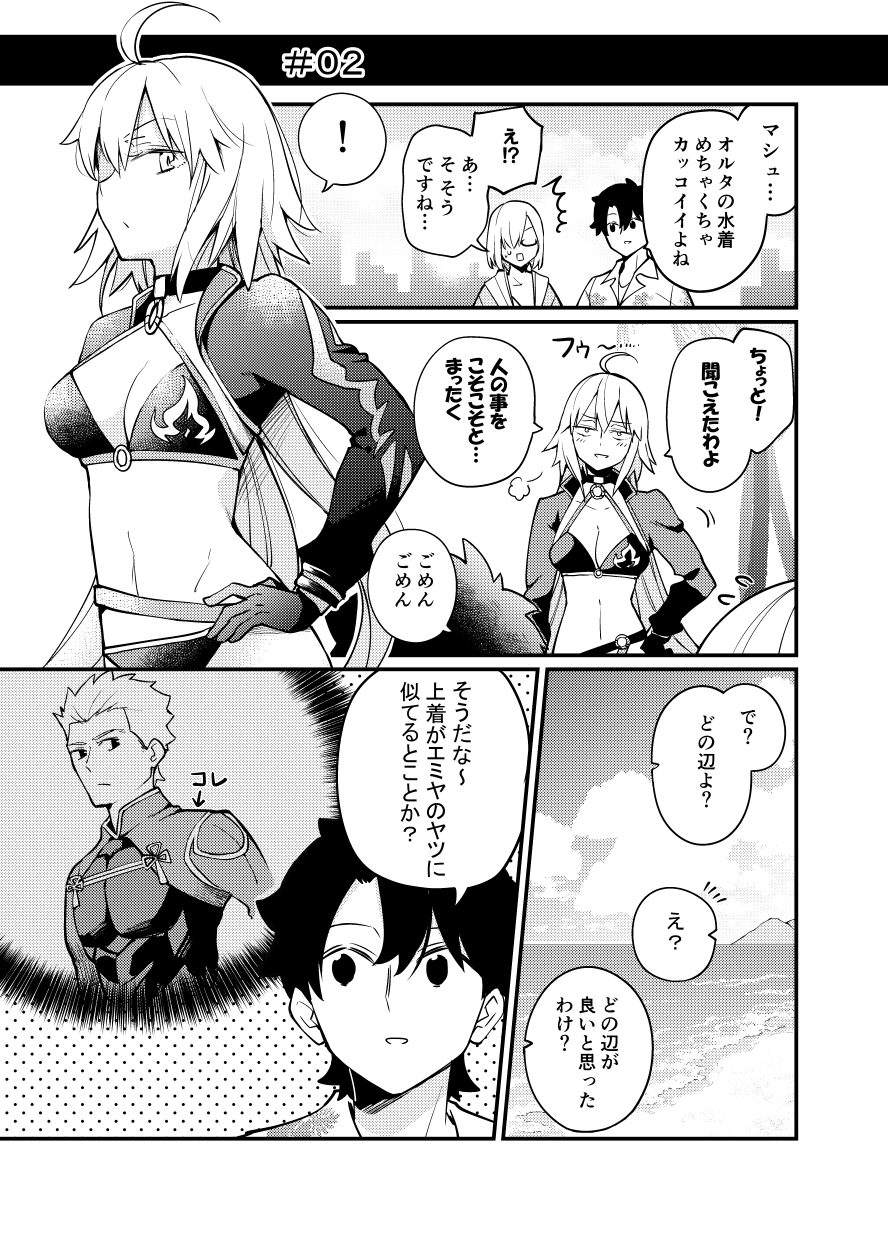 #02
マシュ…
オルタの水着
めちゃくちゃ
カッコイイよね
え!?
あ…
そそう
ですね…
！
ちょっと！
聞こえたわよ
フゥ～……
人の事を
こそこそと…
まったく
ごめん
ごめん
で？
どの辺よ？
え？
どの辺が
良いと思った
わけ？
そうだな～
上着がエミヤのヤツに
似てるとことか？
コレ